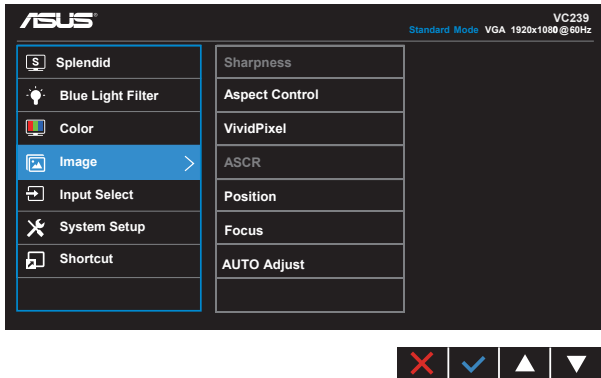 ASUS
VC239
Standard Mode VGA 1920x1080@60Hz
S Splendid
Blue Light Filter
Color
Image
Input Select
System Setup
Shortcut
Sharpness
Aspect Control
VividPixel
ASCR
Position
Focus
AUTO Adjust